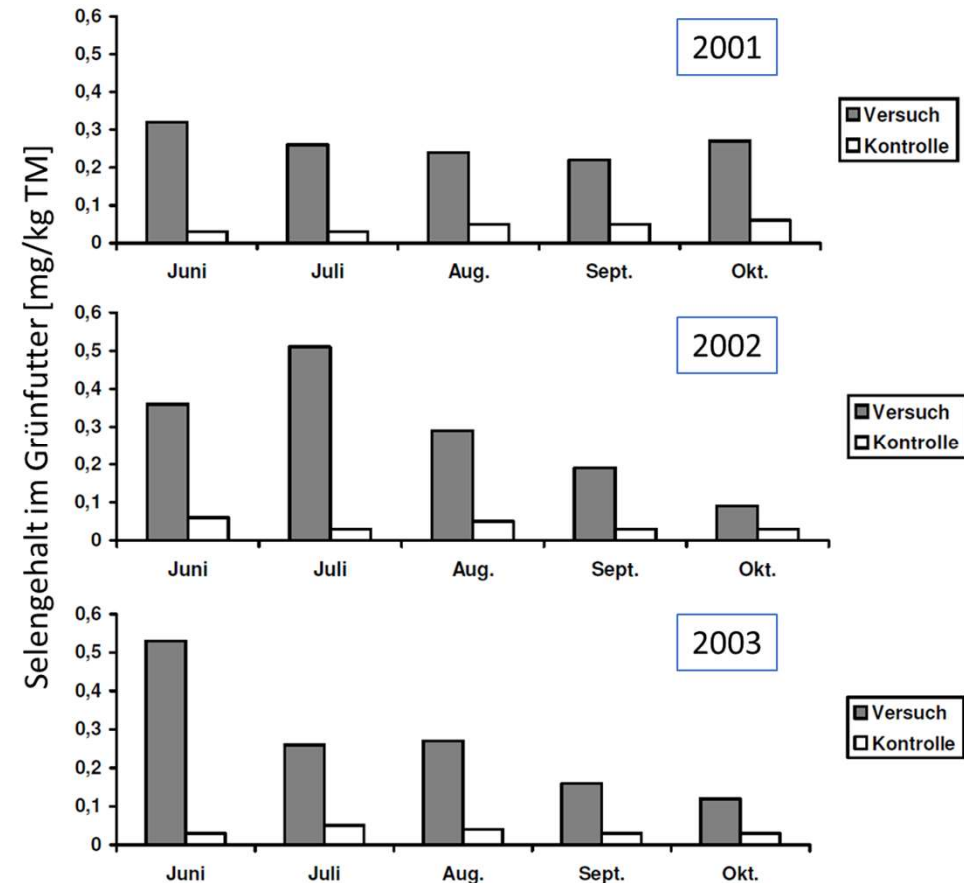 Selengehalt im Grünfutter [mg/kg TM]
2001
0,6
0,5
0,4
0,3
0,2
0,1
0
Juni Juli Aug. Sept. Okt.
Versuch
Kontrolle
2002
0,6
0,5
0,4
0,3
0,2
0,1
0
Juni Juli Aug. Sept. Okt.
Versuch
Kontrolle
2003
0,6
0,5
0,4
0,3
0,2
0,1
0
Juni Juli Aug. Sept. Okt.
Versuch
Kontrolle